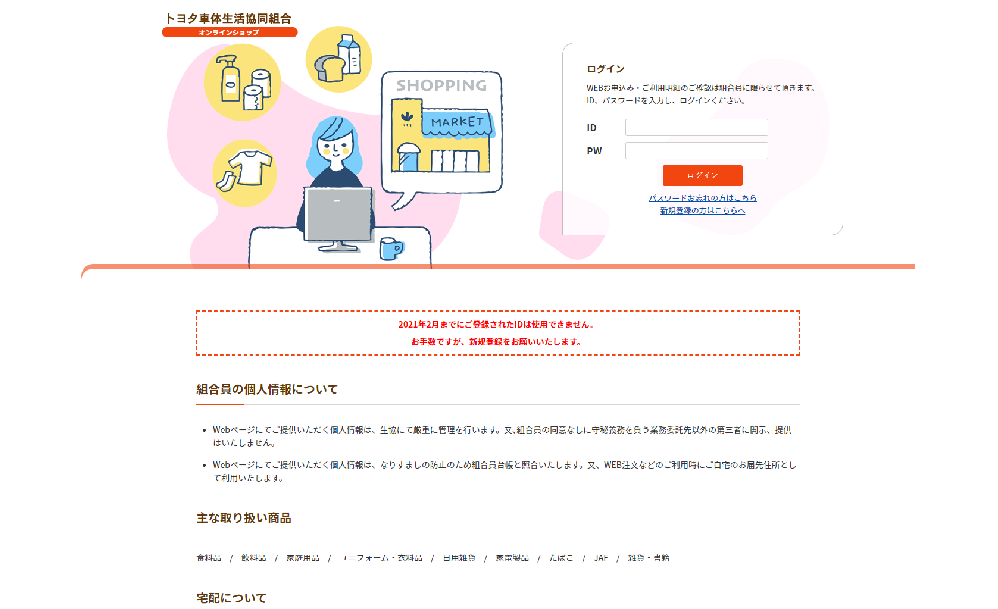 トヨタ車体生活協同組合
オンラインショップ
SHOPPING
MARKET
ログイン
WEBお申込み・ご利用明細のご確認は組合員に限らせて頂きます。
ID、パスワードを入力し、ログインください。
ID
PW
ログイン
パスワードお忘れの方はこちら
新規登録の方はこちらへ
2021年2月までにご登録されたIDは使用できません。
お手数ですが、新規登録をお願いいたします。
組合員の個人情報について
Webページにてご提供いただく個人情報は、生協にて厳重に管理を行います。又、組合員の同意なしに守秘義務を負う業務委託先以外の第三者に開示、提供
はいたしません。
Webページにてご提供いただく個人情報は、なりすましの防止のため組合員台帳と照合いたします。又、WEB注文などのご利用時にご自宅のお届先住所とし
て利用いたします。
主な取り扱い商品
食料品 / 飲料品 / 家庭用品 / ユニフォーム・衣料品 / 日用雑貨 / 家電製品 / たばこ / JAF / 雑貨・書籍
宅配について